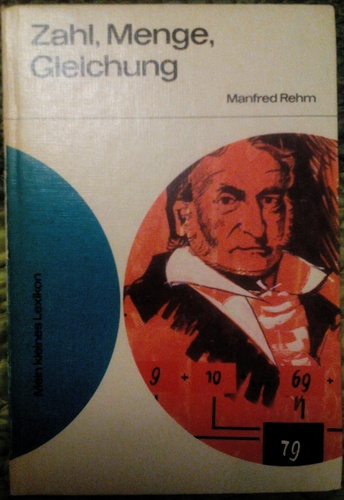 Zahl, Menge,
Gleichung
Manfred Rehm
Mein kleines Lexikon
9 + 10 69 +
79